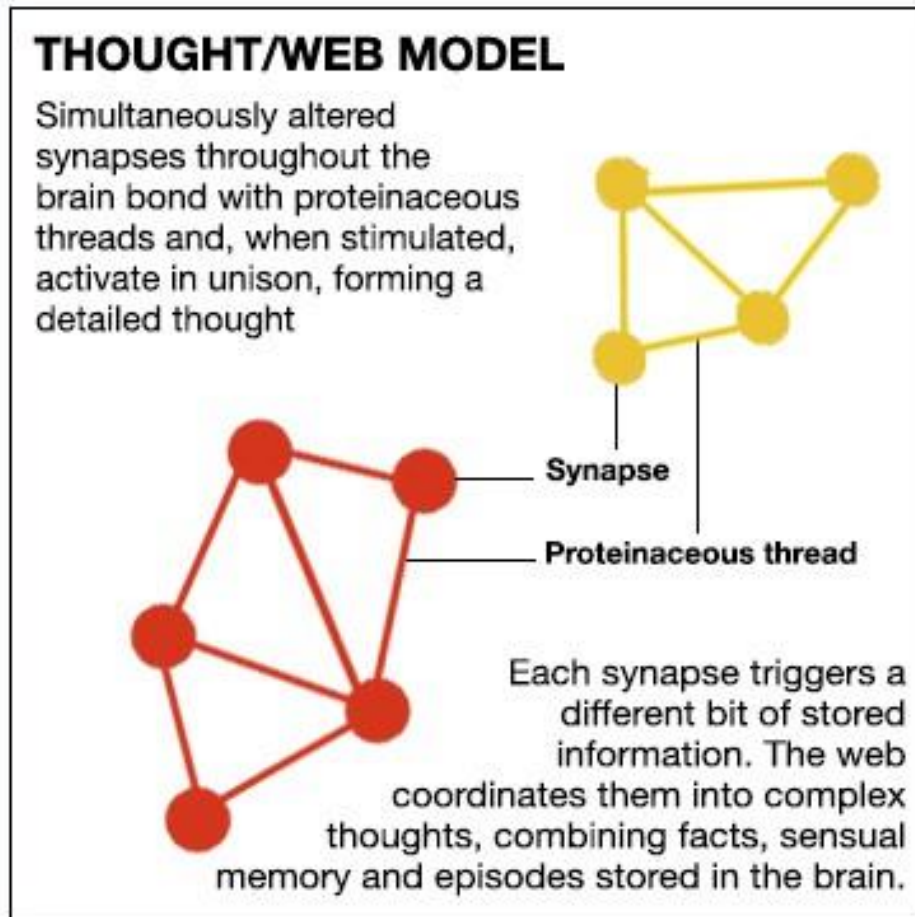 THOUGHT/WEB MODEL
Simultaneously altered
synapses throughout the
brain bond with proteinaceous
threads and, when stimulated,
activate in unison, forming a
detailed thought
Synapse
Proteinaceous thread
Each synapse triggers a
different bit of stored
information. The web
coordinates them into complex
thoughts, combining facts, sensual
memory and episodes stored in the brain.